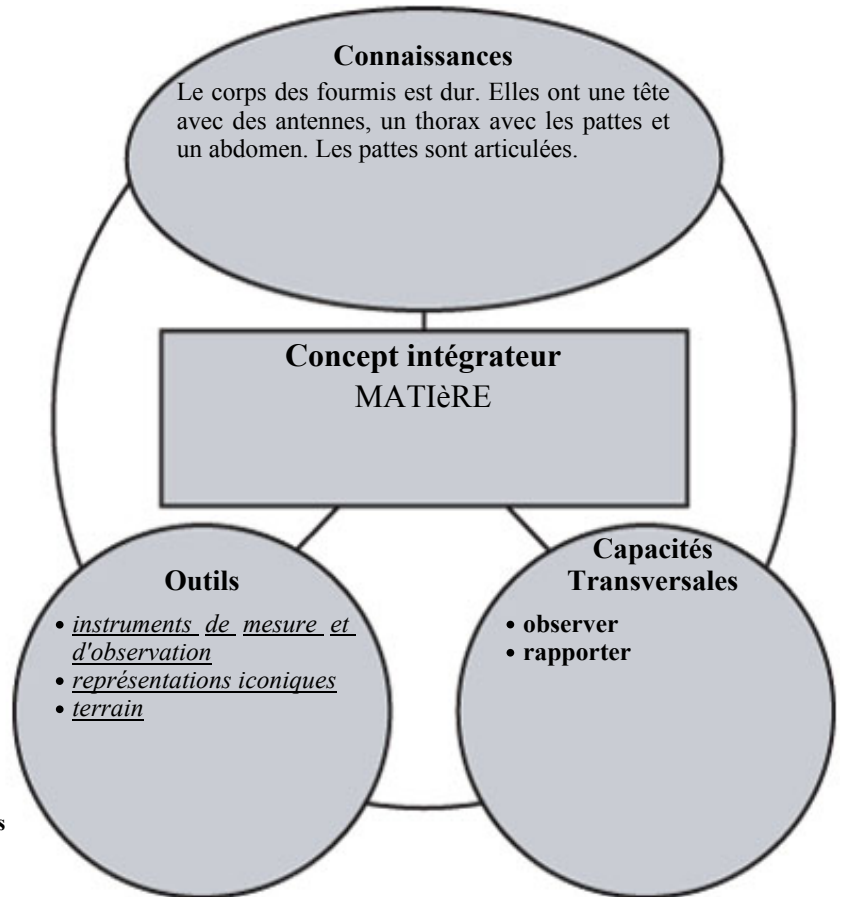 Connaissances
Le corps des fourmis est dur. Elles ont une tête
avec des antennes, un thorax avec les pattes et
un abdomen. Les pattes sont articulées.
Concept intégrateur
MATIèRE
Outils
• instruments de mesure et
d'observation
• représentations iconiques
• terrain
Capacités
Transversales
• observer
• rapporter
s